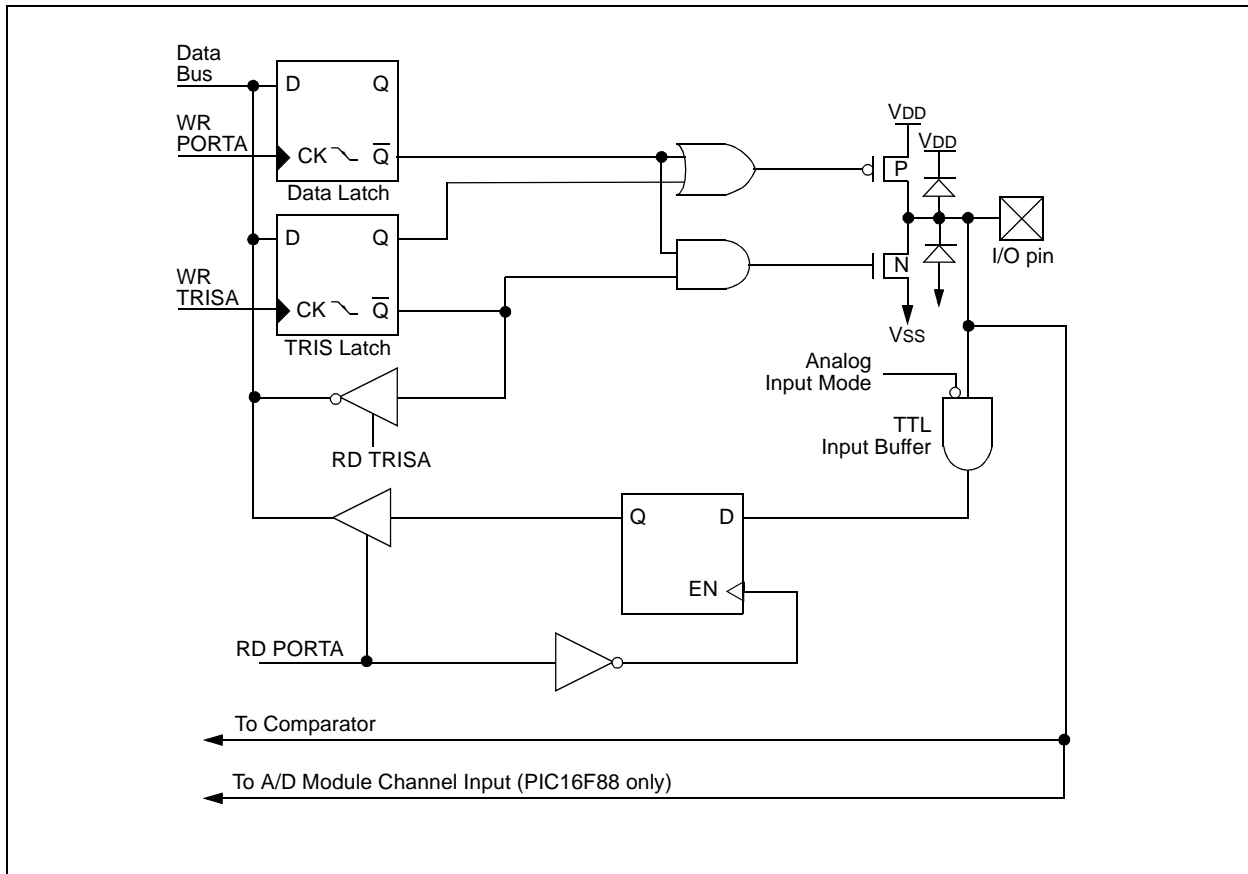 Data
Bus
D
Q
WR
PORTA
CK
Q̅
Data Latch
D
Q
WR
TRISA
CK
Q̅
TRIS Latch
RD TRISA
VDD
VDD
P
N
VSS
I/O pin
Analog
Input Mode
TTL
Input Buffer
Q
D
EN
RD PORTA
To Comparator
To A/D Module Channel Input (PIC16F88 only)